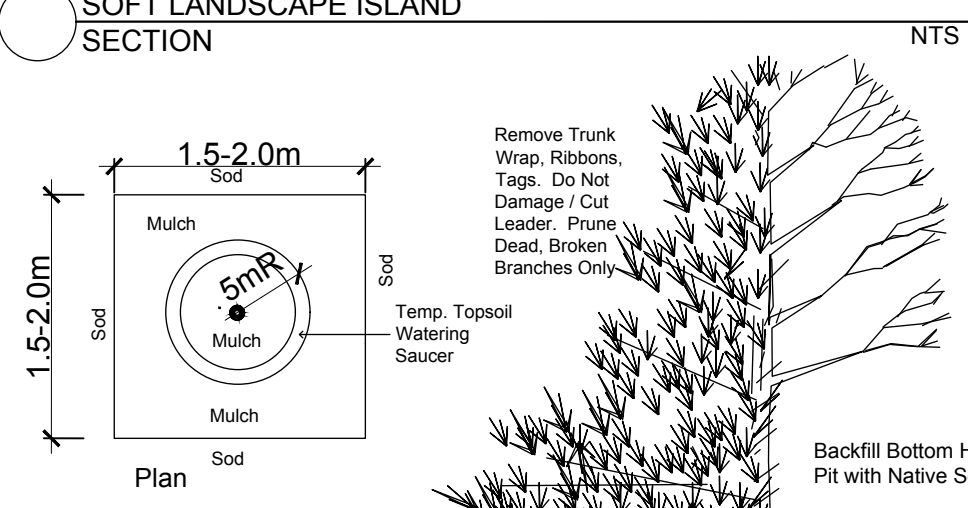 SOFT LANDSCAPE ISLAND
SECTION
NTS
1.5-2.0m
Sod
Mulch
1.5-2.0m
Sod
.5mR
Mulch
Sod
Mulch
Sod
Plan
Temp. Topsoil
Watering
Saucer
Remove Trunk
Wrap, Ribbons,
Tags. Do Not
Damage / Cut
Leader. Prune
Dead, Broken
Branches Only
Backfill Bottom H
Pit with Native S